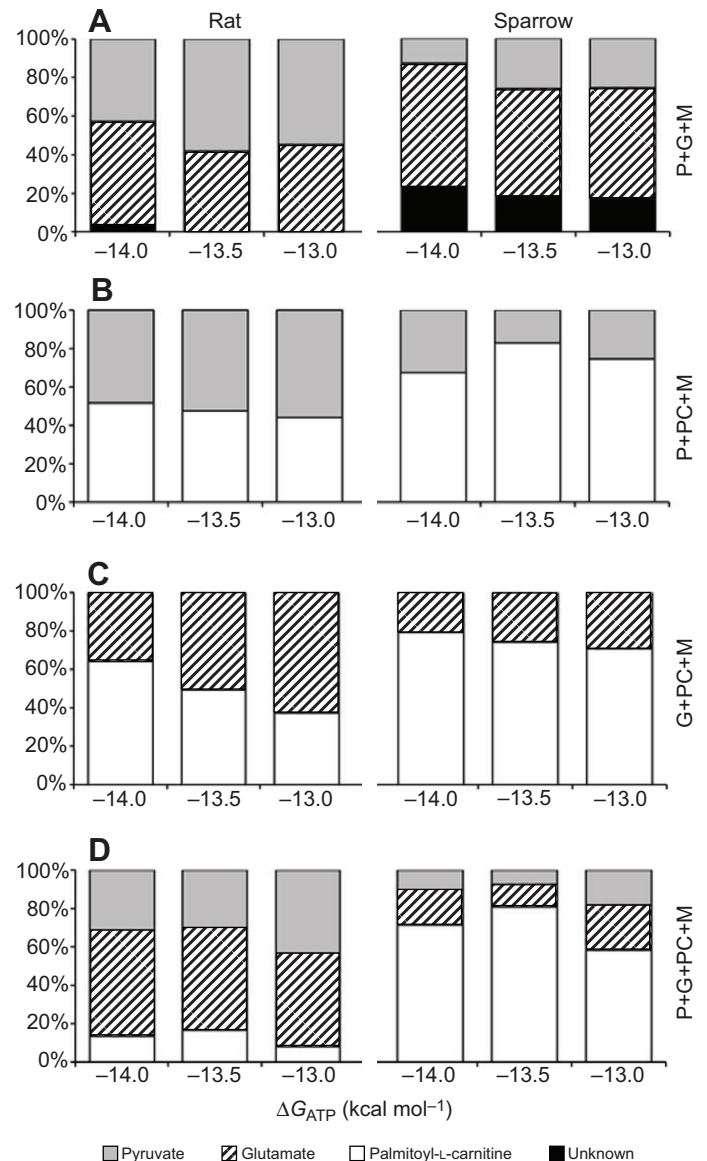 A Rat Sparrow
100%
80%
60%
40%
20%
0%
–14.0 –13.5 –13.0 –14.0 –13.5 –13.0
P+G+M
B
100%
80%
60%
40%
20%
0%
–14.0 –13.5 –13.0 –14.0 –13.5 –13.0
P+PC+M
C
100%
80%
60%
40%
20%
0%
–14.0 –13.5 –13.0 –14.0 –13.5 –13.0
G+PC+M
D
100%
80%
60%
40%
20%
0%
–14.0 –13.5 –13.0 –14.0 –13.5 –13.0
P+G+PC+M
ΔG_ATP (kcal mol⁻¹)
Pyruvate Glutamate Palmitoyl-L-carnitine Unknown